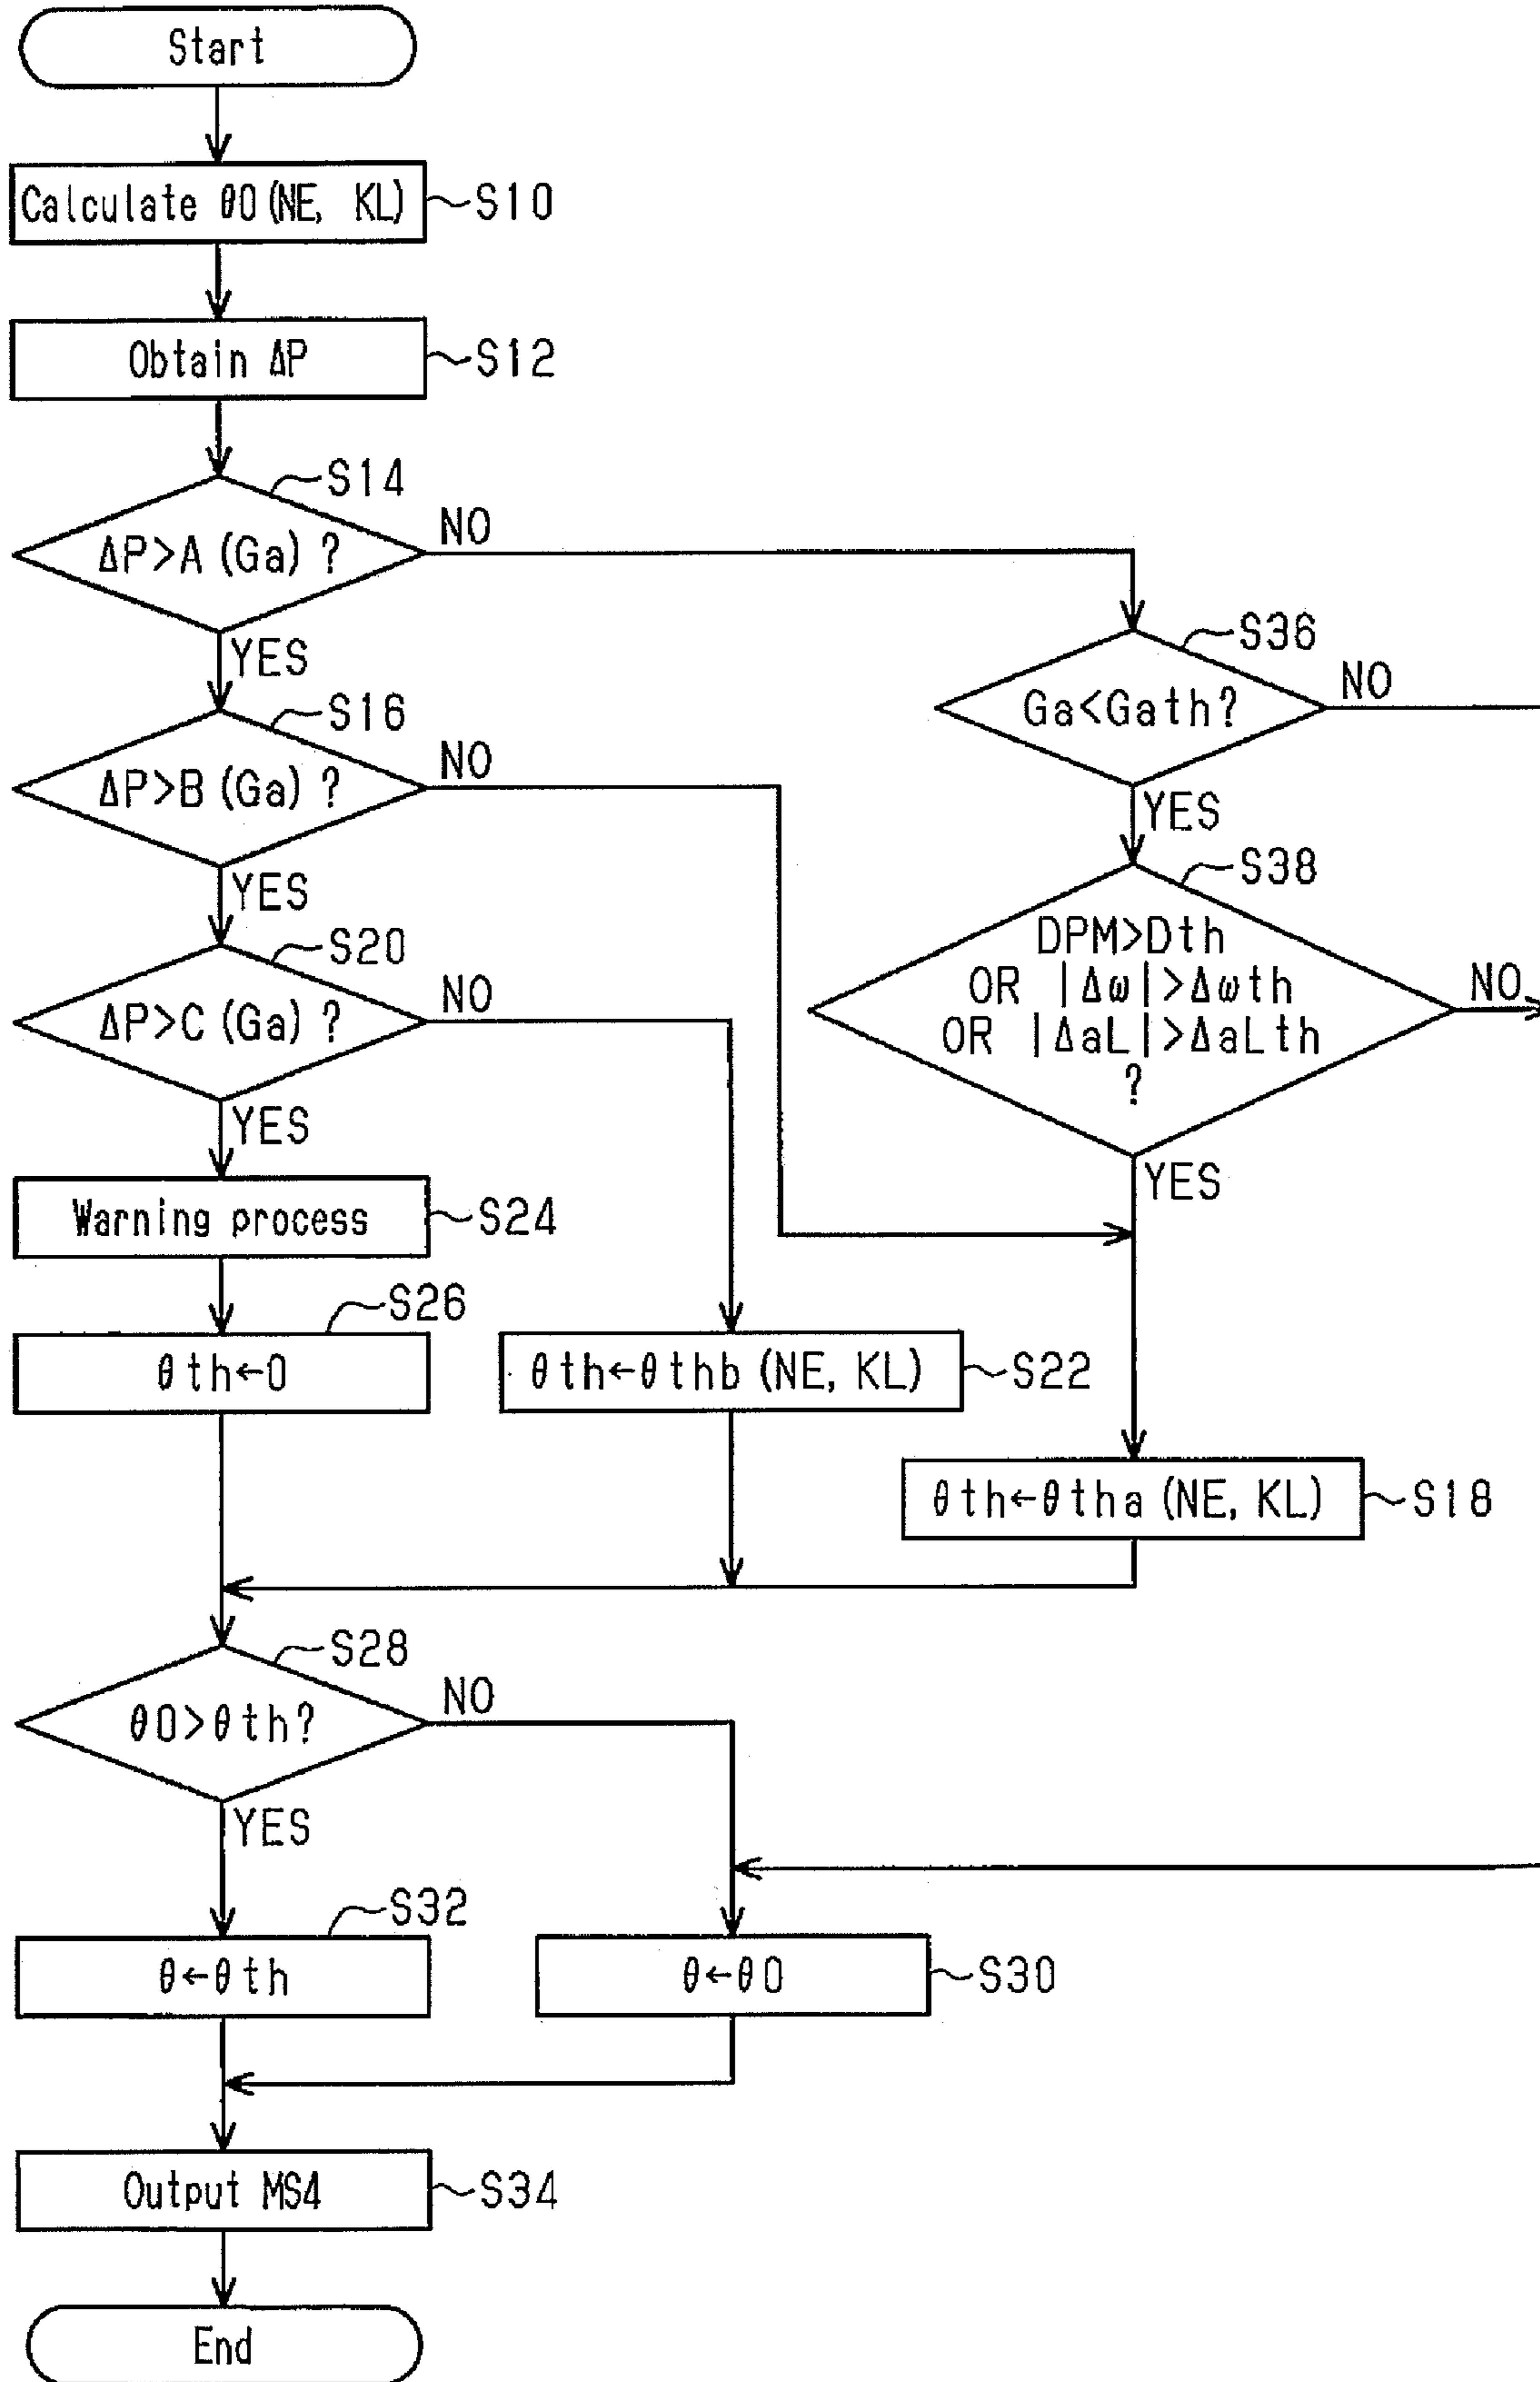 Start
Calculate θ0 (NE, KL)
S10
Obtain ΔP
S12
S14
ΔP>A (Ga) ?
NO
YES
S36
Ga<Gath?
NO
YES
S16
ΔP>B (Ga) ?
NO
YES
S38
DPM>Dth
OR |Δω|>Δωth
OR |ΔaL|>ΔaLth
?
NO
YES
S20
ΔP>C (Ga) ?
NO
YES
Warning process
S24
S26
θth←0
θth←θthb (NE, KL)
S22
θth←θtha (NE, KL)
S18
S28
θ0>θth?
NO
YES
S32
θ←θth
θ←θ0
S30
Output MS4
S34
End